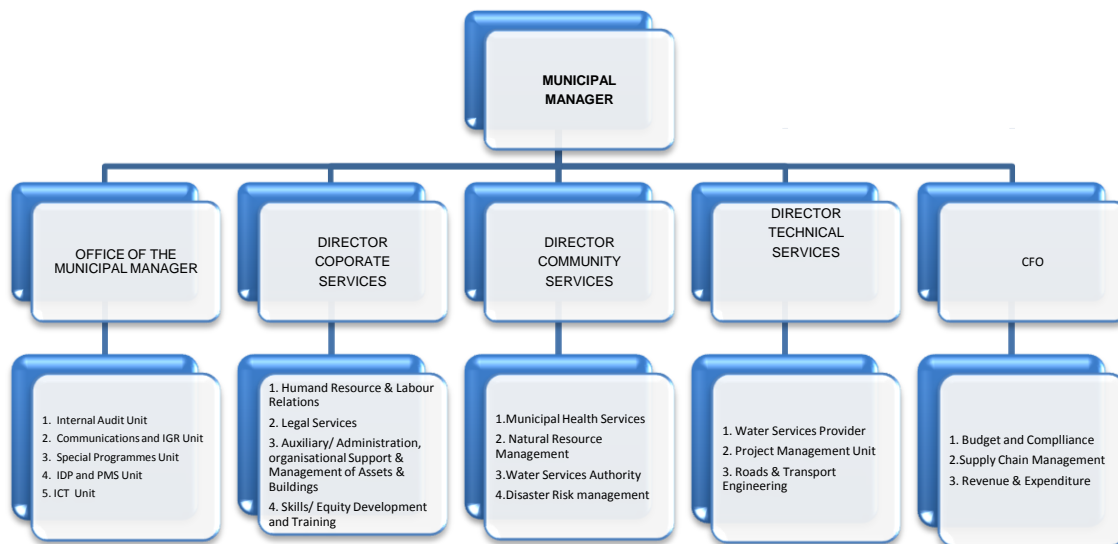 MUNICIPAL
MANAGER
OFFICE OF THE
MUNICIPAL MANAGER
DIRECTOR
COPORATE
SERVICES
DIRECTOR
COMMUNITY
SERVICES
DIRECTOR
TECHNICAL
SERVICES
CFO
1. Internal Audit Unit
2. Communications and IGR Unit
3. Special Programmes Unit
4. IDP and PMS Unit
5. ICT Unit
1. Humand Resource & Labour
Relations
2. Legal Services
3. Auxiliary/ Administration,
organisational Support &
Management of Assets &
Buildings
4. Skills/ Equity Development
and Training
1.Municipal Health Services
2. Natural Resource
Management
3.Water Services Authority
4.Disaster Risk management
1. Water Services Provider
2. Project Management Unit
3. Roads & Transport
Engineering
1. Budget and Complliance
2.Supply Chain Management
3. Revenue & Expenditure